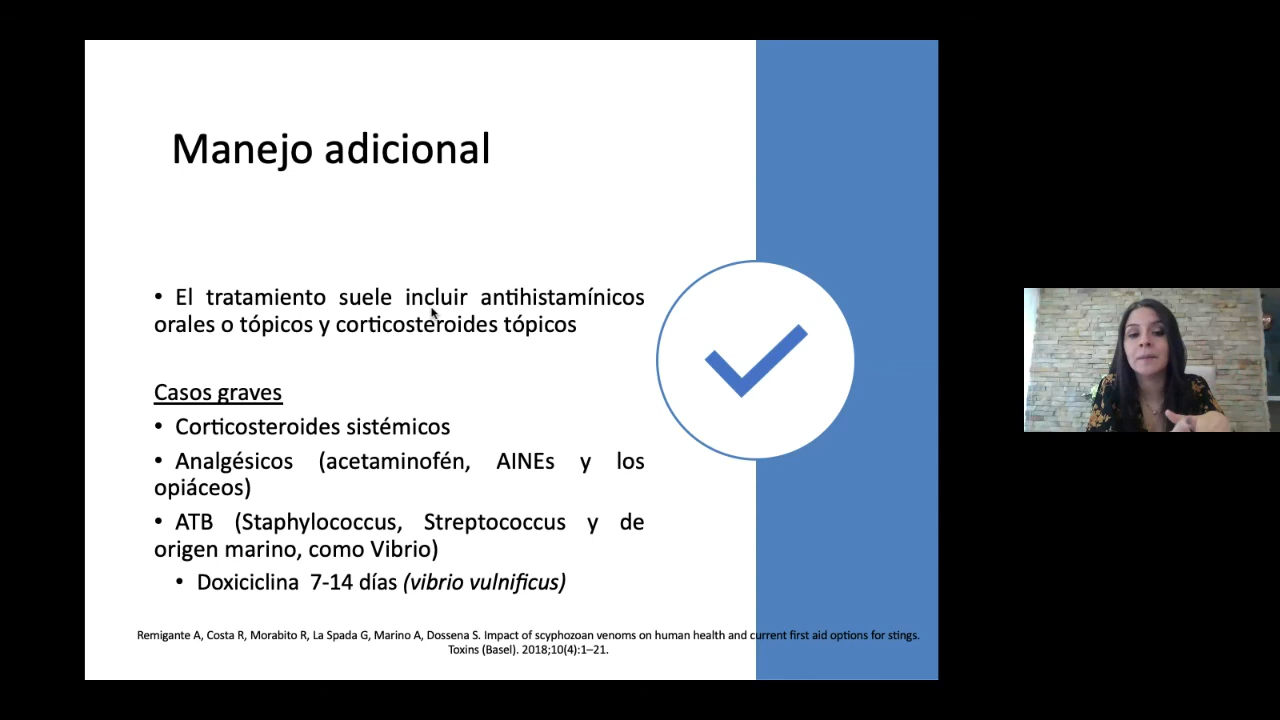 Manejo adicional
• El tratamiento suele incluir antihistamínicos
orales o tópicos y corticosteroides tópicos
Casos graves
• Corticosteroides sistémicos
• Analgésicos (acetaminofén, AINEs y los
opiáceos)
• ATB (Staphylococcus, Streptococcus y de
origen marino, como Vibrio)
• Doxiciclina 7-14 días (vibrio vulnificus)
Remigante A, Costa R, Morabito R, La Spada G, Marino A, Dossena S. Impact of scyphozoan venoms on human health and current first aid options for stings.
Toxins (Basel). 2018;10(4):1–21.